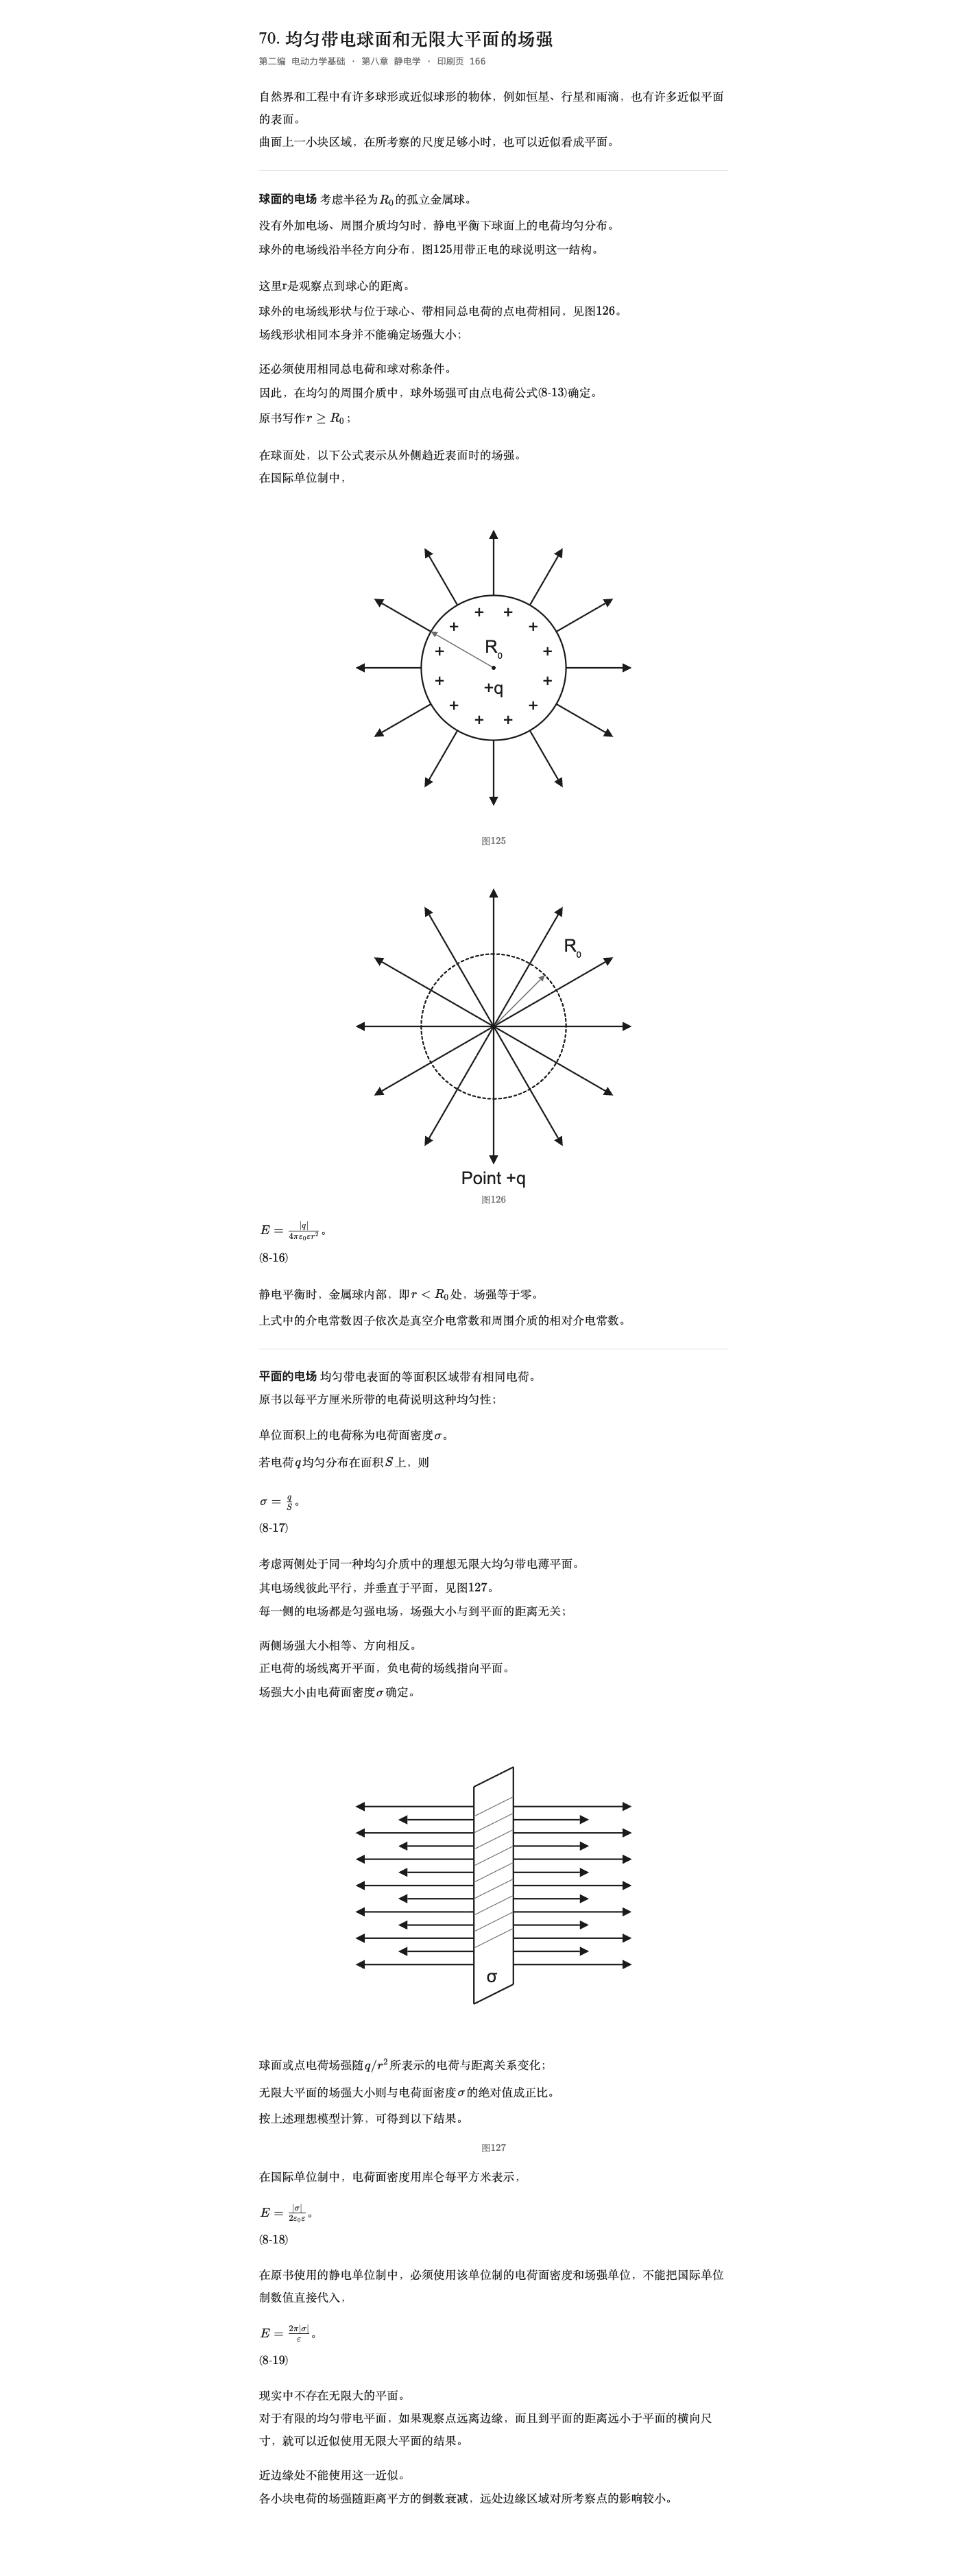 70. 均匀带电球面和无限大平面的场强
第二编 电动力学基础 · 第八章 静电学 · 印刷页 166
自然界和工程中有许多球形或近似球形的物体，例如恒星、行星和雨滴，也有许多近似平面
的表面。
曲面上一小块区域，在所考察的尺度足够小时，也可以近似看成平面。
球面的电场 考虑半径为R₀的孤立金属球。
没有外加电场、周围介质均匀时，静电平衡下球面上的电荷均匀分布。
球外的电场线沿半径方向分布，图125用带正电的球说明这一结构。
这里r是观察点到球心的距离。
球外的电场线形状与位于球心、带相同总电荷的点电荷相同，见图126。
场线形状相同本身并不能确定场强大小；
还必须使用相同总电荷和球对称条件。
因此，在均匀的周围介质中，球外场强可由点电荷公式(8-13)确定。
原书写作r ≥ R₀；
在球面处，以下公式表示从外侧趋近表面时的场强。
在国际单位制中，
+ +
+ +
+ R₀ +
+ +q +
+ +
+ +
图125
R₀
Point +q
图126
E = |q| / 4πε₀εr²。
(8-16)
静电平衡时，金属球内部，即r < R₀处，场强等于零。
上式中的介电常数因子依次是真空介电常数和周围介质的相对介电常数。
平面的电场 均匀带电表面的等面积区域带有相同电荷。
原书以每平方厘米所带的电荷说明这种均匀性；
单位面积上的电荷称为电荷面密度σ。
若电荷q均匀分布在面积S上，则
σ = q / S。
(8-17)
考虑两侧处于同一种均匀介质中的理想无限大均匀带电薄平面。
其电场线彼此平行，并垂直于平面，见图127。
每一侧的电场都是匀强电场，场强大小与到平面的距离无关；
两侧场强大小相等、方向相反。
正电荷的场线离开平面，负电荷的场线指向平面。
场强大小由电荷面密度σ确定。
σ
球面或点电荷场强随q/r²所表示的电荷与距离关系变化；
无限大平面的场强大小则与电荷面密度σ的绝对值成正比。
按上述理想模型计算，可得到以下结果。
图127
在国际单位制中，电荷面密度用库仑每平方米表示，
E = |σ| / 2ε₀ε。
(8-18)
在原书使用的静电单位制中，必须使用该单位制的电荷面密度和场强单位，不能把国际单位
制数值直接代入，
E = 2π|σ| / ε。
(8-19)
现实中不存在无限大的平面。
对于有限的均匀带电平面，如果观察点远离边缘，而且到平面的距离远小于平面的横向尺
寸，就可以近似使用无限大平面的结果。
近边缘处不能使用这一近似。
各小块电荷的场强随距离平方的倒数衰减，远处边缘区域对所考察点的影响较小。